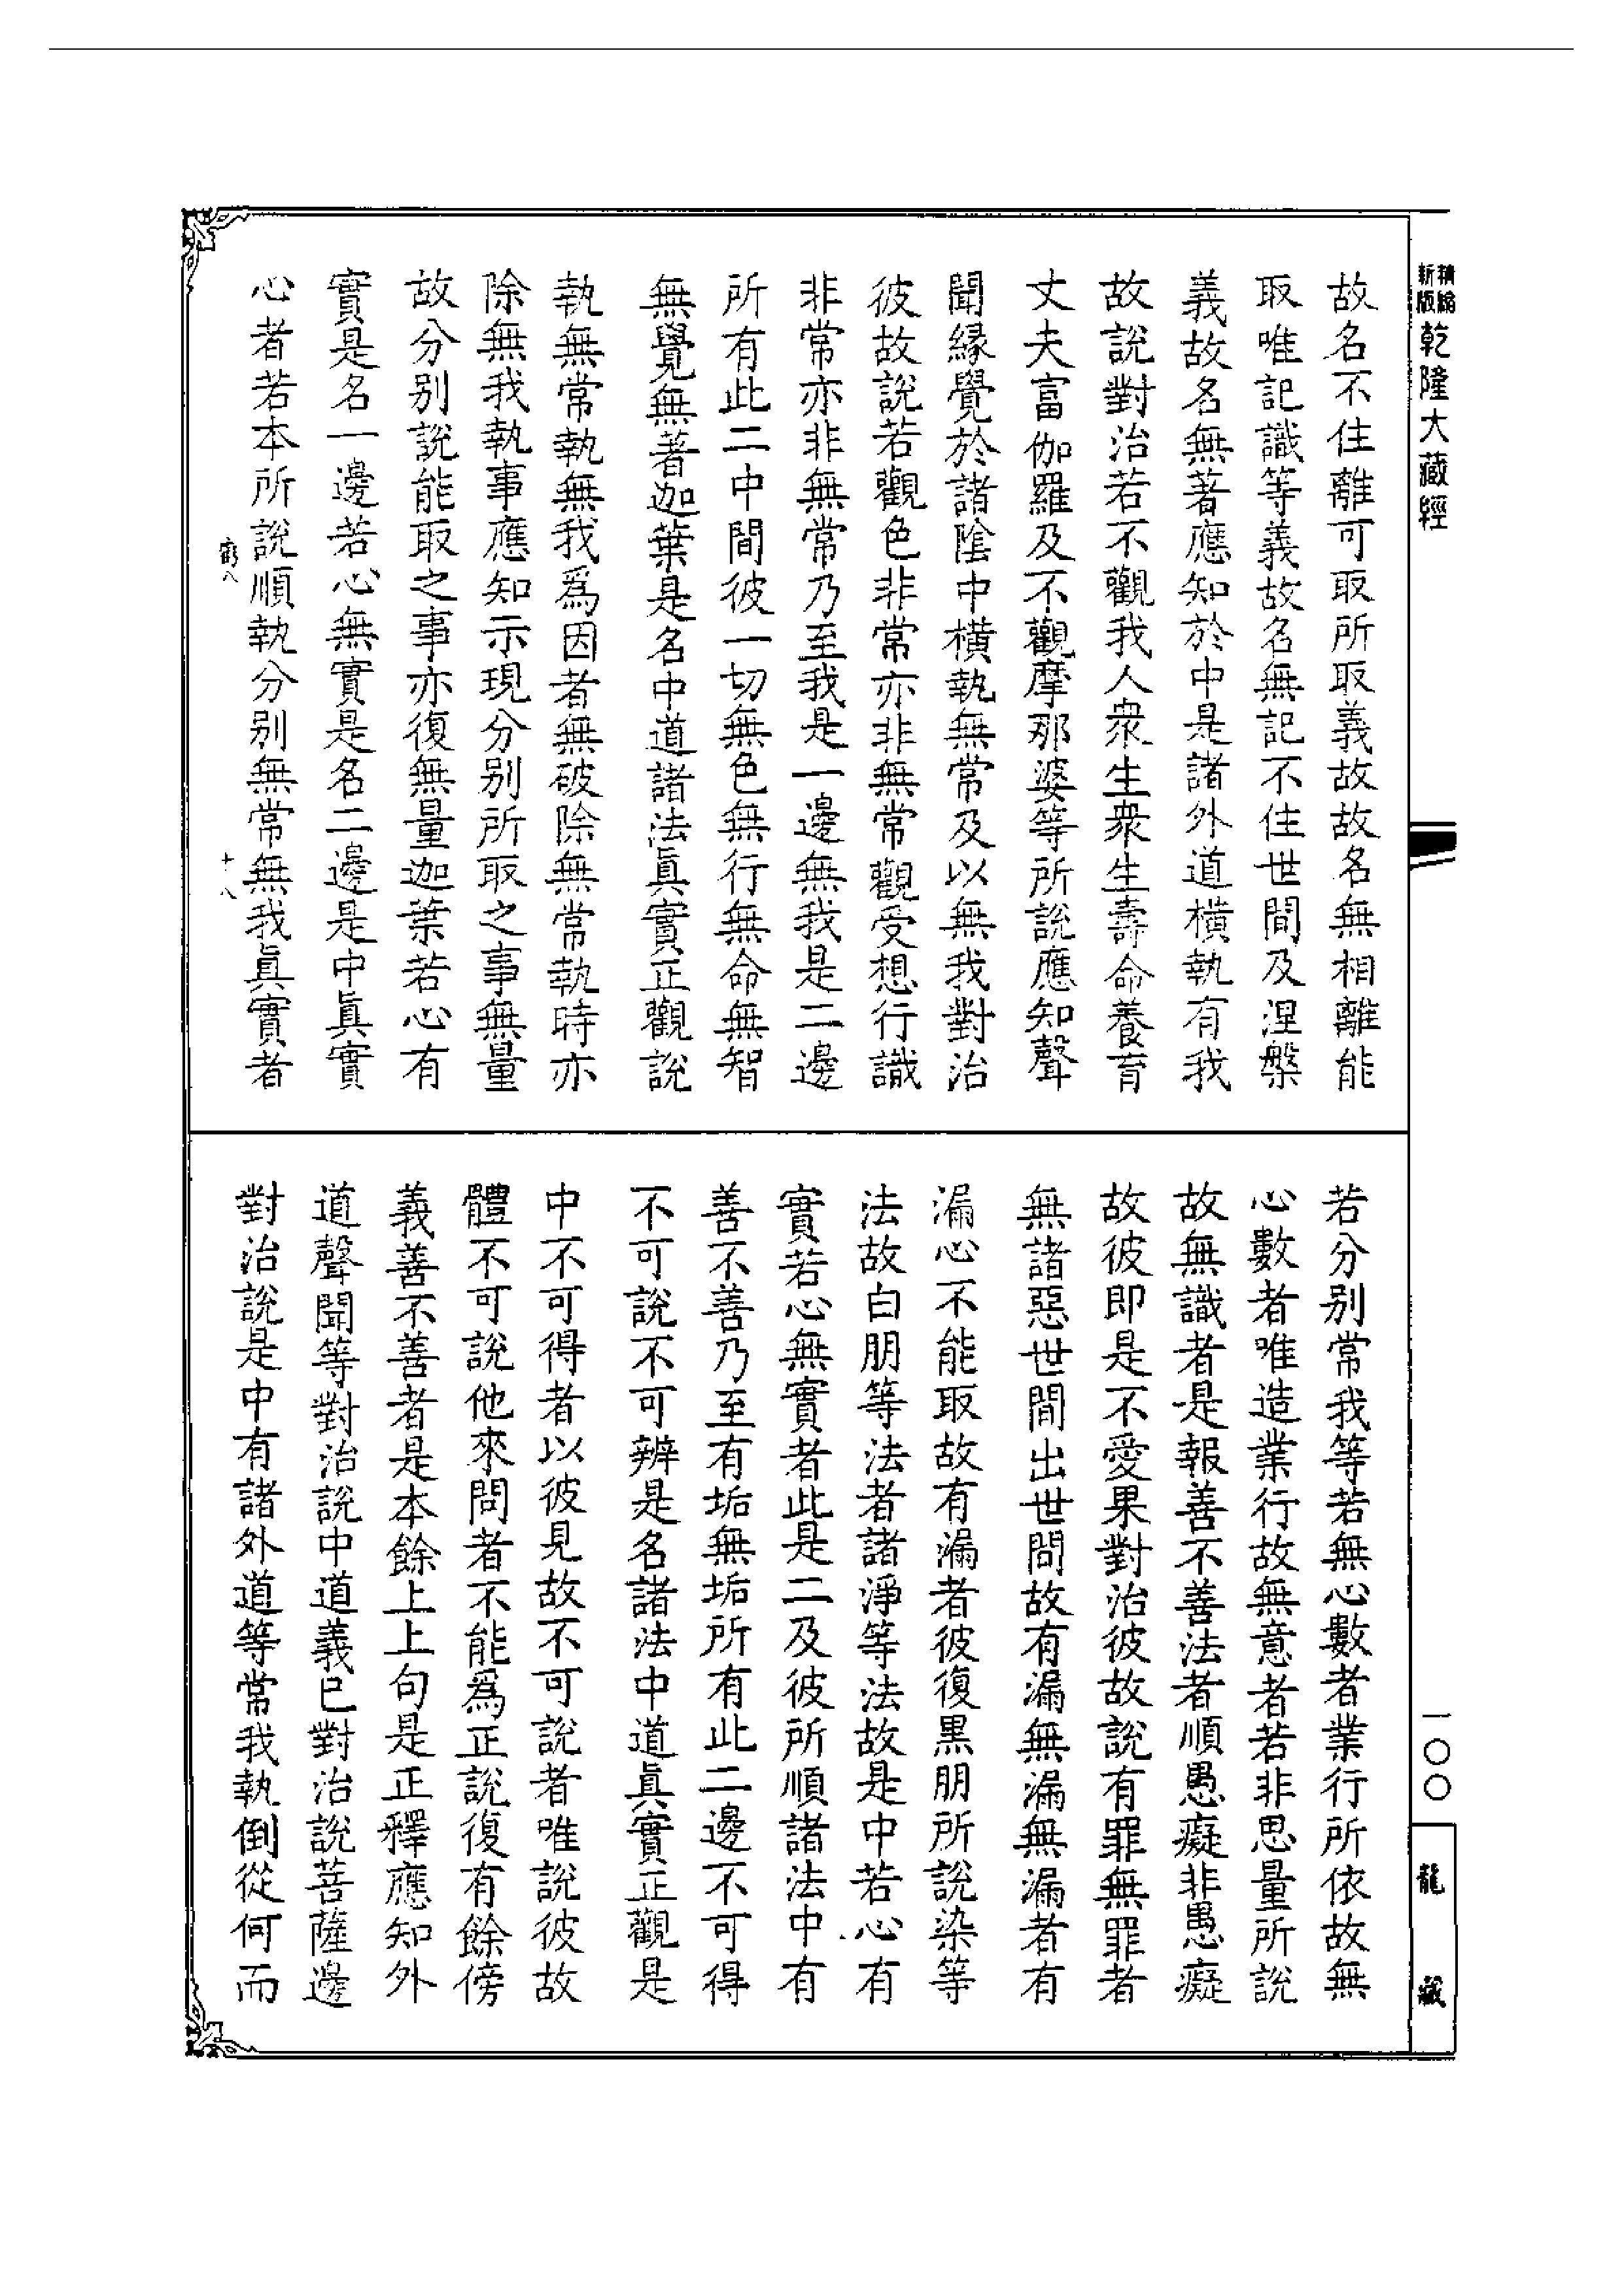 精繕
新版
乾隆大藏經
故名不住離可取所取義故故名無相離能
取唯記識等義故名無記不住世間及涅槃
義故名無著應知於中是諸外道橫執有我
故說對治若不觀我人衆生衆生壽命養育
丈夫富伽羅及不觀摩那婆等所說應知聲
聞緣覺於諸陰中橫執無常及以無我對治
彼故說若觀色非常亦非無常觀受想行識
非常亦非無常乃至我是一邊無我是二邊
所有此二中間彼一切無色無行無命無智
無覺無著迦葉是名中道諸法眞實正觀說
執無常執無我爲因者無破除無常執時亦
除無我執事應知示現分別所取之事無量
故分別說能取之事亦復無量迦葉若心有
實是名一邊若心無實是名二邊是中眞實
心者若本所說順執分別無常無我眞實者
十八
若分別常我等若無心數者業行所依故無
心數者唯造業行故無意者若非思量所說
故無識者是報善不善法者順愚癡非愚癡
故彼即是不愛果對治彼故說有罪無罪者
無諸惡世間出世間故有漏無漏無漏者有
漏心不能取故有漏者彼復黑朋所說染等
法故白朋等法者諸淨等法故是中若心有
實若心無實者此是二及彼所順諸法中有
善不善乃至有垢無垢所有此二邊不可得
不可說不可辨是名諸法中道眞實正觀是
中不可得者以彼見故不可說者唯說彼故
體不可說他來問者不能爲正說復有餘傍
義善不善者是本餘上上句是正釋應知外
道聲聞等對治說中道義已對治說菩薩邊
對治說是中有諸外道等常我執倒從何而
一〇〇
龍藏